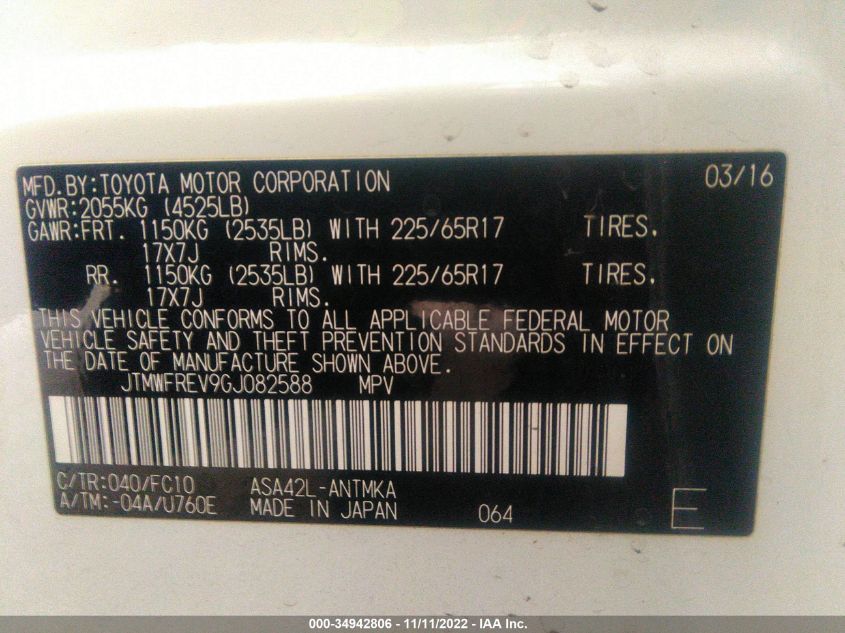 MFD.BY:TOYOTA MOTOR CORPORATION 03/16
GVWR:2055KG (4525LB)
GAWR:FRT. 1150KG (2535LB) WITH 225/65R17 TIRES.
17X7J RIMS.
RR. 1150KG (2535LB) WITH 225/65R17 TIRES.
17X7J RIMS.
THIS VEHICLE CONFORMS TO ALL APPLICABLE FEDERAL MOTOR
VEHICLE SAFETY AND THEFT PREVENTION STANDARDS IN EFFECT ON
THE DATE OF MANUFACTURE SHOWN ABOVE.
JTMWFREV9GJ082588 MPV
C/TR:040/FC10 ASA42L-ANTMKA
A/TM:-04A/U760E MADE IN JAPAN 064 E
000-34942806 - 11/11/2022 - IAA Inc.